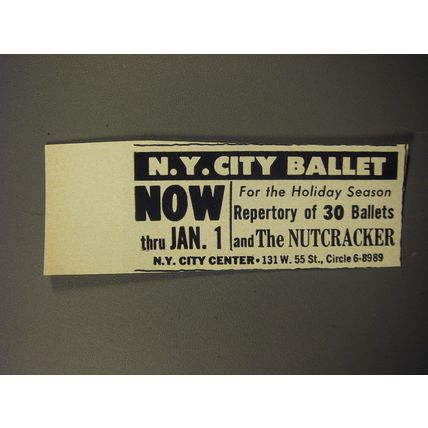 N.Y. CITY BALLET
NOW
thru JAN. 1
For the Holiday Season
Repertory of 30 Ballets
and The NUTCRACKER
N.Y. CITY CENTER • 131 W. 55 St., Circle 6-8989